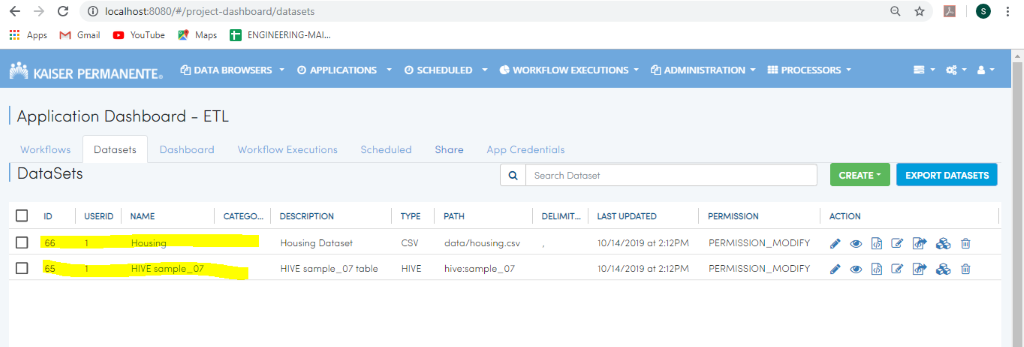 localhost:8080/#/project-dashboard/datasets S
Apps Gmail YouTube Maps ENGINEERING-MAI...
KAISER PERMANENTE® DATA BROWSERS APPLICATIONS SCHEDULED WORKFLOW EXECUTIONS ADMINISTRATION PROCESSORS
Application Dashboard - ETL
Workflows Datasets Dashboard Workflow Executions Scheduled Share App Credentials
DataSets Search Dataset CREATE EXPORT DATASETS
ID USERID NAME CATEGO... DESCRIPTION TYPE PATH DELIMIT... LAST UPDATED PERMISSION ACTION
66 1 Housing Housing Dataset CSV data/housing.csv , 10/14/2019 at 2:12PM PERMISSION_MODIFY
65 1 HIVE sample_07 HIVE sample_07 table HIVE hive:sample_07 10/14/2019 at 2:12PM PERMISSION_MODIFY